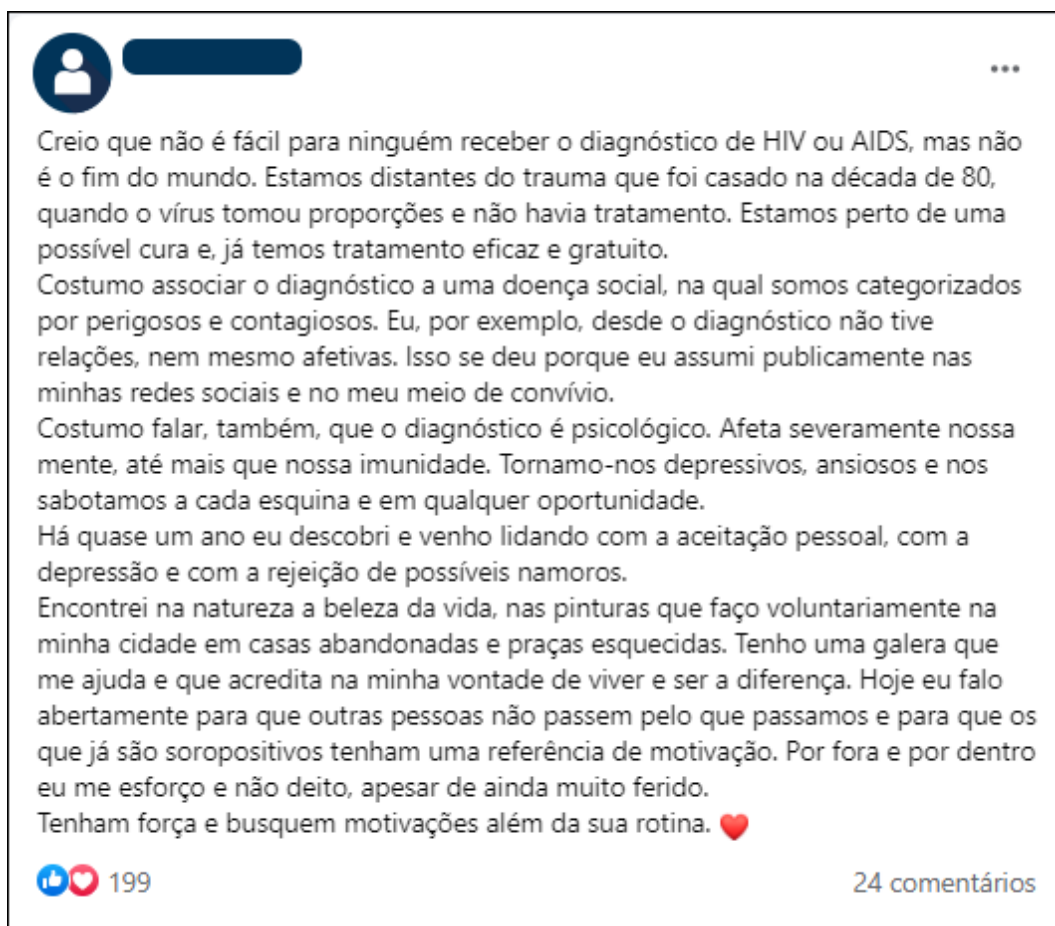 Creio que não é fácil para ninguém receber o diagnóstico de HIV ou AIDS, mas não
é o fim do mundo. Estamos distantes do trauma que foi casado na década de 80,
quando o vírus tomou proporções e não havia tratamento. Estamos perto de uma
possível cura e, já temos tratamento eficaz e gratuito.
Costumo associar o diagnóstico a uma doença social, na qual somos categorizados
por perigosos e contagiosos. Eu, por exemplo, desde o diagnóstico não tive
relações, nem mesmo afetivas. Isso se deu porque eu assumi publicamente nas
minhas redes sociais e no meu meio de convívio.
Costumo falar, também, que o diagnóstico é psicológico. Afeta severamente nossa
mente, até mais que nossa imunidade. Tornamo-nos depressivos, ansiosos e nos
sabotamos a cada esquina e em qualquer oportunidade.
Há quase um ano eu descobri e venho lidando com a aceitação pessoal, com a
depressão e com a rejeição de possíveis namoros.
Encontrei na natureza a beleza da vida, nas pinturas que faço voluntariamente na
minha cidade em casas abandonadas e praças esquecidas. Tenho uma galera que
me ajuda e que acredita na minha vontade de viver e ser a diferença. Hoje eu falo
abertamente para que outras pessoas não passem pelo que passamos e para que os
que já são soropositivos tenham uma referência de motivação. Por fora e por dentro
eu me esforço e não deito, apesar de ainda muito ferido.
Tenham força e busquem motivações além da sua rotina. ❤️
199
24 comentários